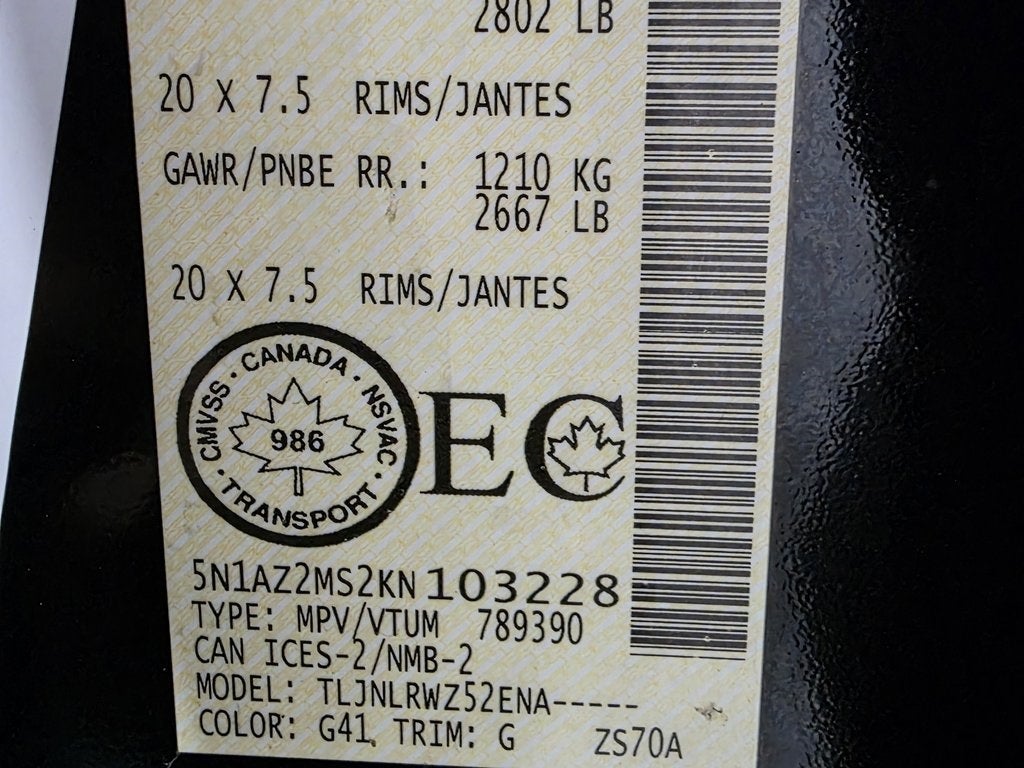 2802 LB
20 X 7.5 RIMS/JANTES
GAWR/PNBE RR.: 1210 KG
2667 LB
20 X 7.5 RIMS/JANTES
CMVSS · CANADA · NSVAC · TRANSPORT ·
986
EC
5N1AZ2MS2KN103228
TYPE: MPV/VTUM 789390
CAN ICES-2/NMB-2
MODEL: TLJNLRWZ52ENA-----
COLOR: G41 TRIM: G ZS70A